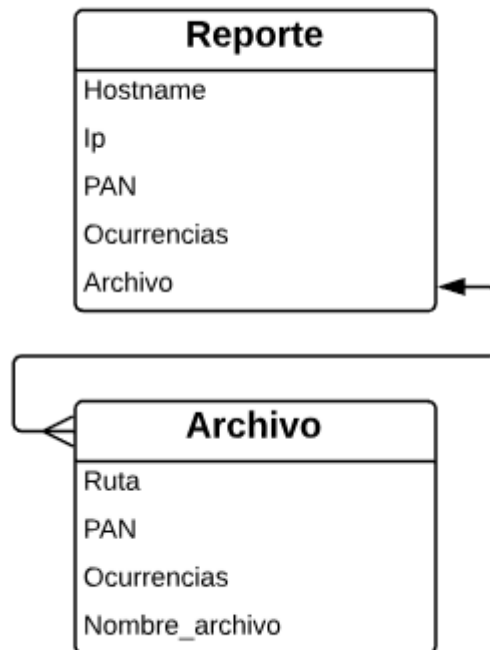 Reporte
Hostname
Ip
PAN
Ocurrencias
Archivo
Archivo
Ruta
PAN
Ocurrencias
Nombre_archivo